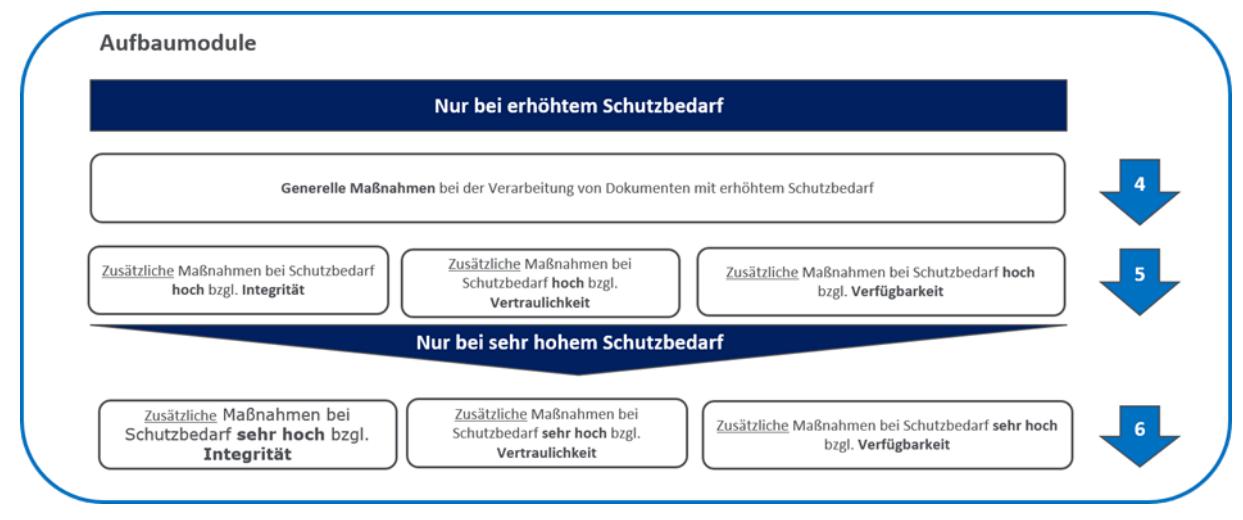 Aufbaumodule
Nur bei erhöhtem Schutzbedarf
Generelle Maßnahmen bei der Verarbeitung von Dokumenten mit erhöhtem Schutzbedarf
4
Zusätzliche Maßnahmen bei Schutzbedarf
hoch bzgl. Integrität
Zusätzliche Maßnahmen bei
Schutzbedarf hoch bzgl.
Vertraulichkeit
Zusätzliche Maßnahmen bei Schutzbedarf hoch
bzgl. Verfügbarkeit
5
Nur bei sehr hohem Schutzbedarf
Zusätzliche Maßnahmen bei
Schutzbedarf sehr hoch bzgl.
Integrität
Zusätzliche Maßnahmen bei
Schutzbedarf sehr hoch bzgl.
Vertraulichkeit
Zusätzliche Maßnahmen bei Schutzbedarf sehr hoch
bzgl. Verfügbarkeit
6